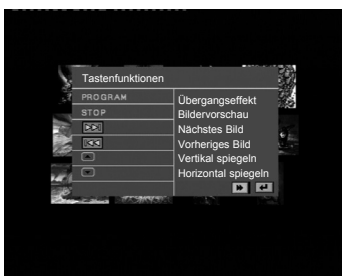 Tastenfunktionen
PROGRAM Übergangseffekt
STOP Bildervorschau
Nächstes Bild
Vorheriges Bild
Vertikal spiegeln
Horizontal spiegeln